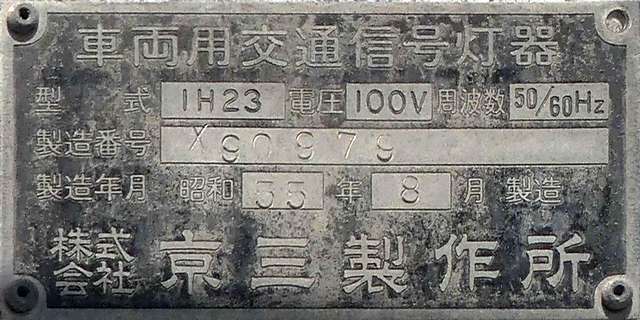 車両用交通信号灯器
型式 1H23 電圧 100V 周波数 50/60Hz
製造番号 X90979
製造年月 昭和 55 年 8 月 製造
株式会社 京三製作所